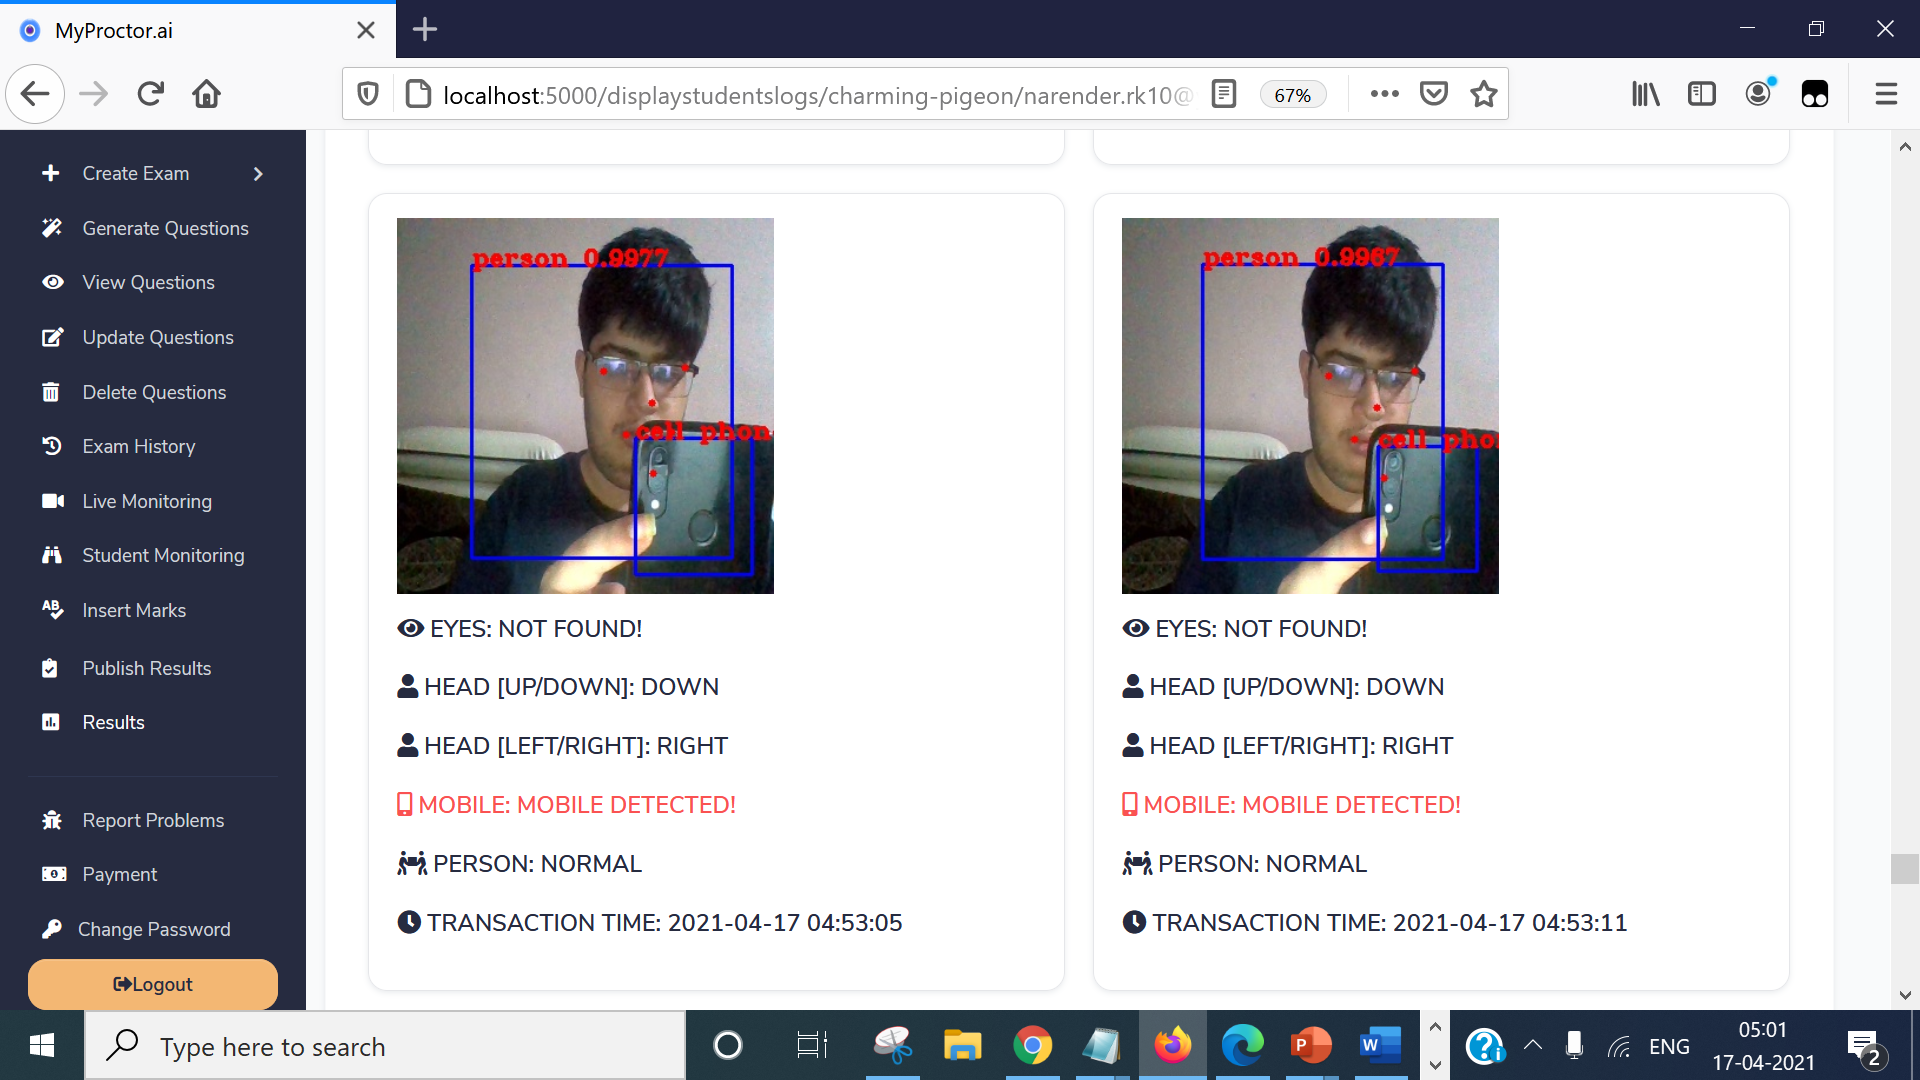 MyProctor.ai
localhost:5000/displaystudentslogs/charming-pigeon/narender.rk10@
67%
Create Exam
Generate Questions
View Questions
Update Questions
Delete Questions
Exam History
Live Monitoring
Student Monitoring
Insert Marks
Publish Results
Results
Report Problems
Payment
Change Password
Logout
person 0.9977
cell phon
EYES: NOT FOUND!
HEAD [UP/DOWN]: DOWN
HEAD [LEFT/RIGHT]: RIGHT
MOBILE: MOBILE DETECTED!
PERSON: NORMAL
TRANSACTION TIME: 2021-04-17 04:53:05
person 0.9967
cell pho
EYES: NOT FOUND!
HEAD [UP/DOWN]: DOWN
HEAD [LEFT/RIGHT]: RIGHT
MOBILE: MOBILE DETECTED!
PERSON: NORMAL
TRANSACTION TIME: 2021-04-17 04:53:11
Type here to search
ENG
05:01
17-04-2021
2